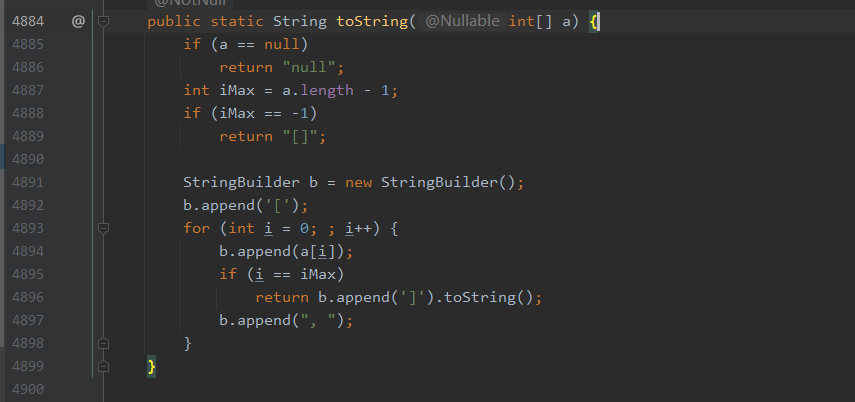 @NotNull
4884 @ public static String toString( @Nullable int[] a) {
4885 if (a == null)
4886 return "null";
4887 int iMax = a.length - 1;
4888 if (iMax == -1)
4889 return "[]";
4890
4891 StringBuilder b = new StringBuilder();
4892 b.append('[');
4893 for (int i = 0; ; i++) {
4894 b.append(a[i]);
4895 if (i == iMax)
4896 return b.append(']').toString();
4897 b.append(", ");
4898 }
4899 }
4900